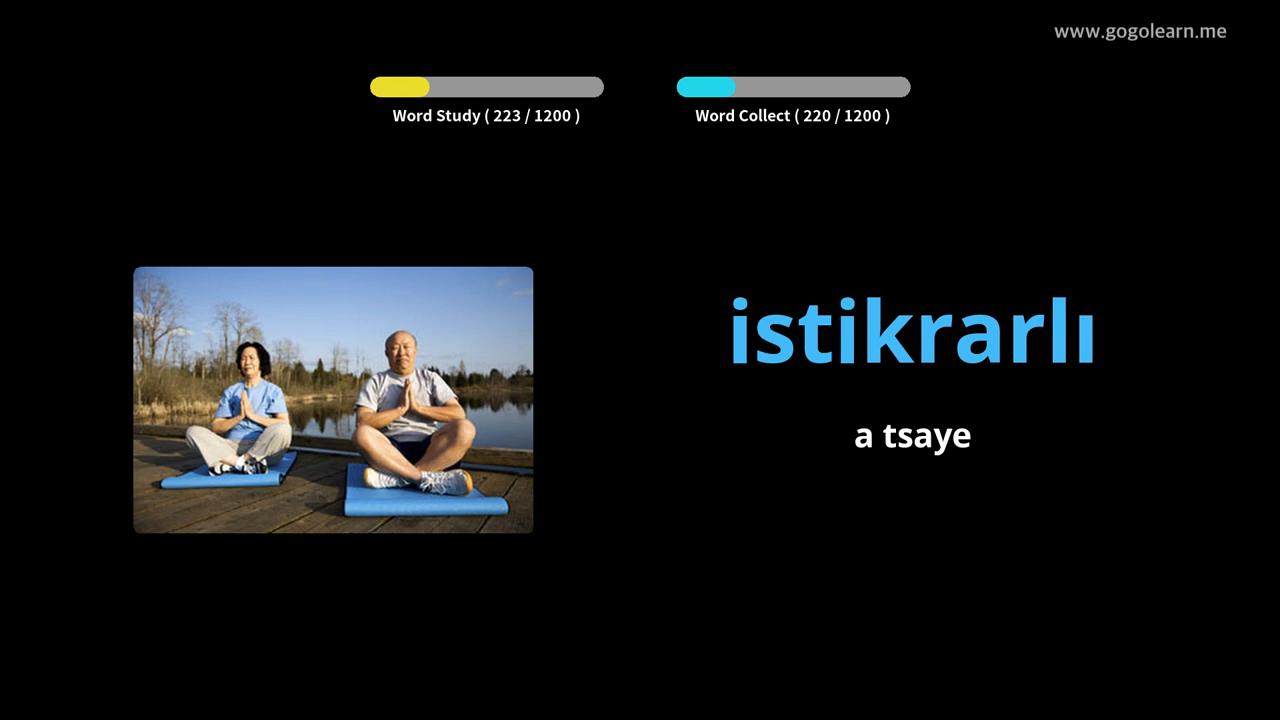 www.gogolearn.me
Word Study ( 223 / 1200 )
Word Collect ( 220 / 1200 )
istikrarlı
a tsaye